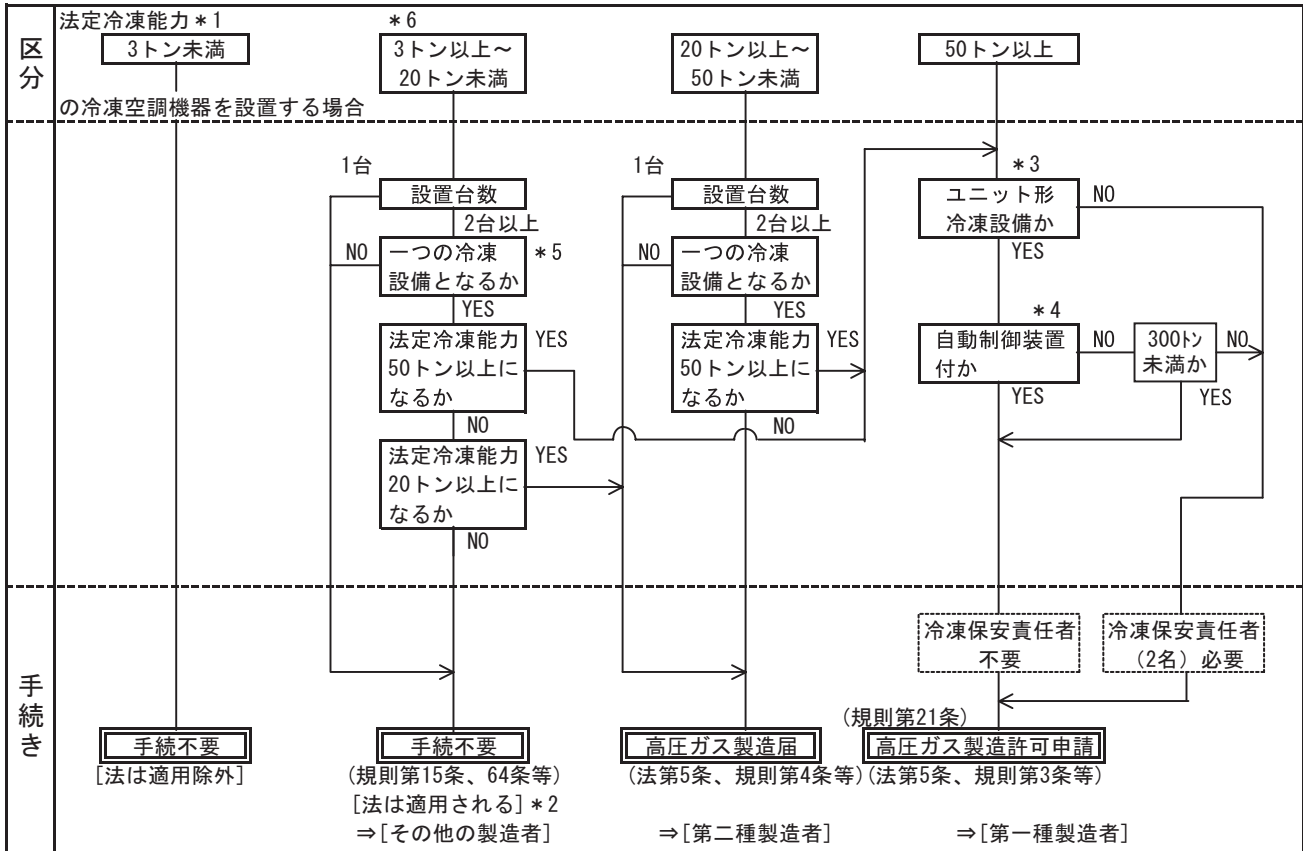 区分
法定冷凍能力＊1
＊6
3トン未満
3トン以上～
20トン未満
20トン以上～
50トン未満
50トン以上
の冷凍空調機器を設置する場合
1台
設置台数
2台以上
NO
一つの冷凍
設備となるか
＊5
YES
法定冷凍能力
50トン以上に
なるか
YES
NO
法定冷凍能力
20トン以上に
なるか
YES
NO
1台
設置台数
2台以上
NO
一つの冷凍
設備となるか
YES
法定冷凍能力
50トン以上に
なるか
YES
NO
＊3
ユニット形
冷凍設備か
NO
YES
＊4
自動制御装置
付か
NO
300トン
未満か
NO
YES
YES
手続き
冷凍保安責任者
不要
冷凍保安責任者
(2名) 必要
(規則第21条)
手続不要
[法は適用除外]
手続不要
(規則第15条、64条等)
[法は適用される]＊2
⇒[その他の製造者]
高圧ガス製造届
(法第5条、規則第4条等)
⇒[第二種製造者]
高圧ガス製造許可申請
(法第5条、規則第3条等)
⇒[第一種製造者]